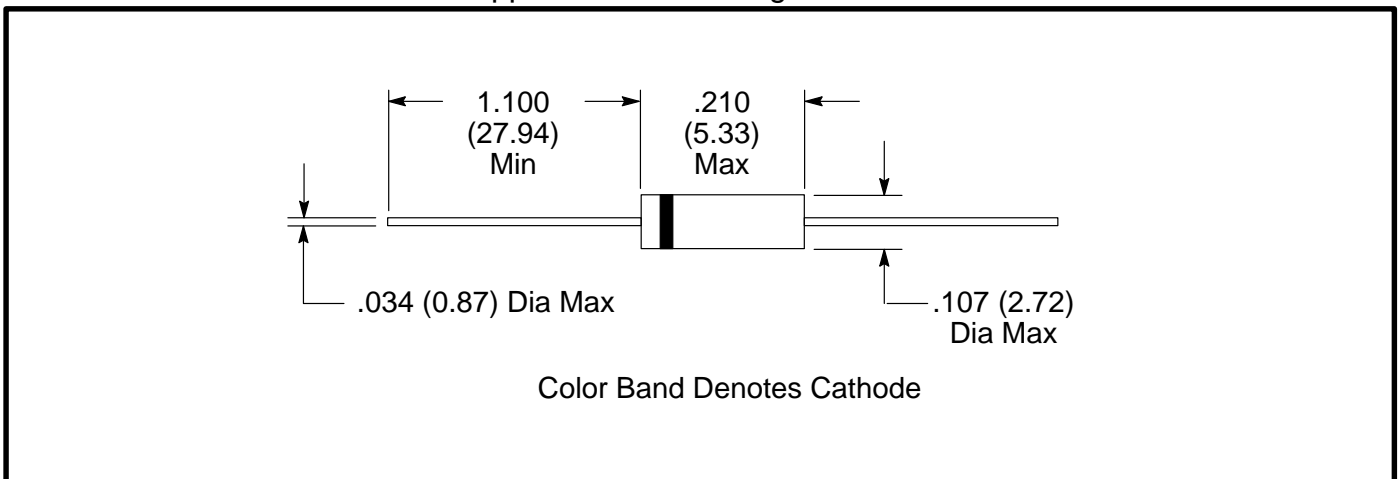 1.100
(27.94)
Min
.210
(5.33)
Max
.034 (0.87) Dia Max
.107 (2.72)
Dia Max
Color Band Denotes Cathode